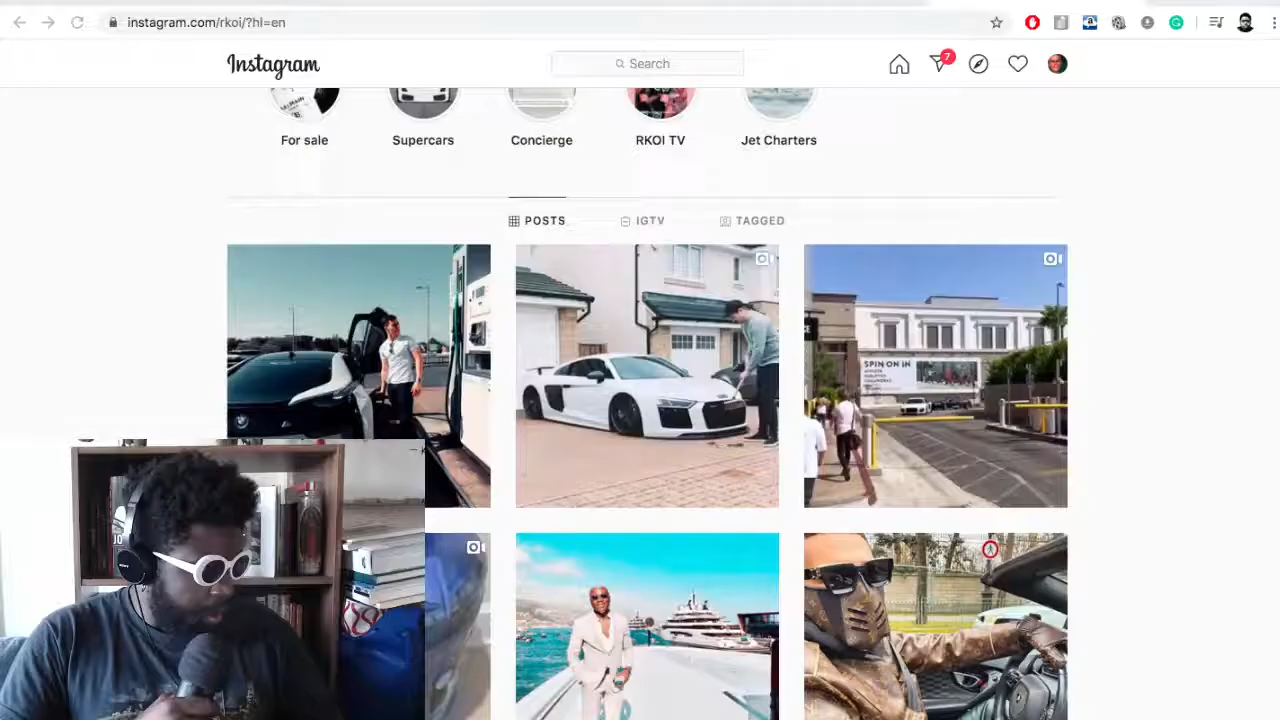 instagram.com/rkoi/?hl=en
Instagram
Search
7
For sale
Supercars
Concierge
RKOI TV
Jet Charters
POSTS
IGTV
TAGGED
SPIN ON IN
SONY